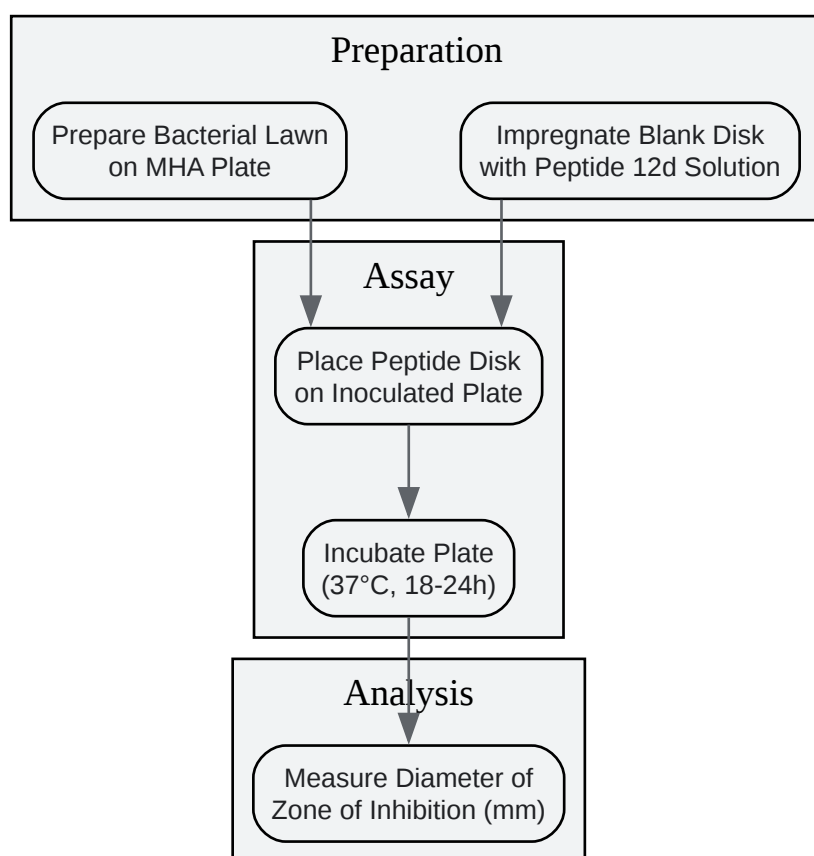 Preparation
Prepare Bacterial Lawn
on MHA Plate
Impregnate Blank Disk
with Peptide 12d Solution
Assay
Place Peptide Disk
on Inoculated Plate
Incubate Plate
(37°C, 18-24h)
Analysis
Measure Diameter of
Zone of Inhibition (mm)